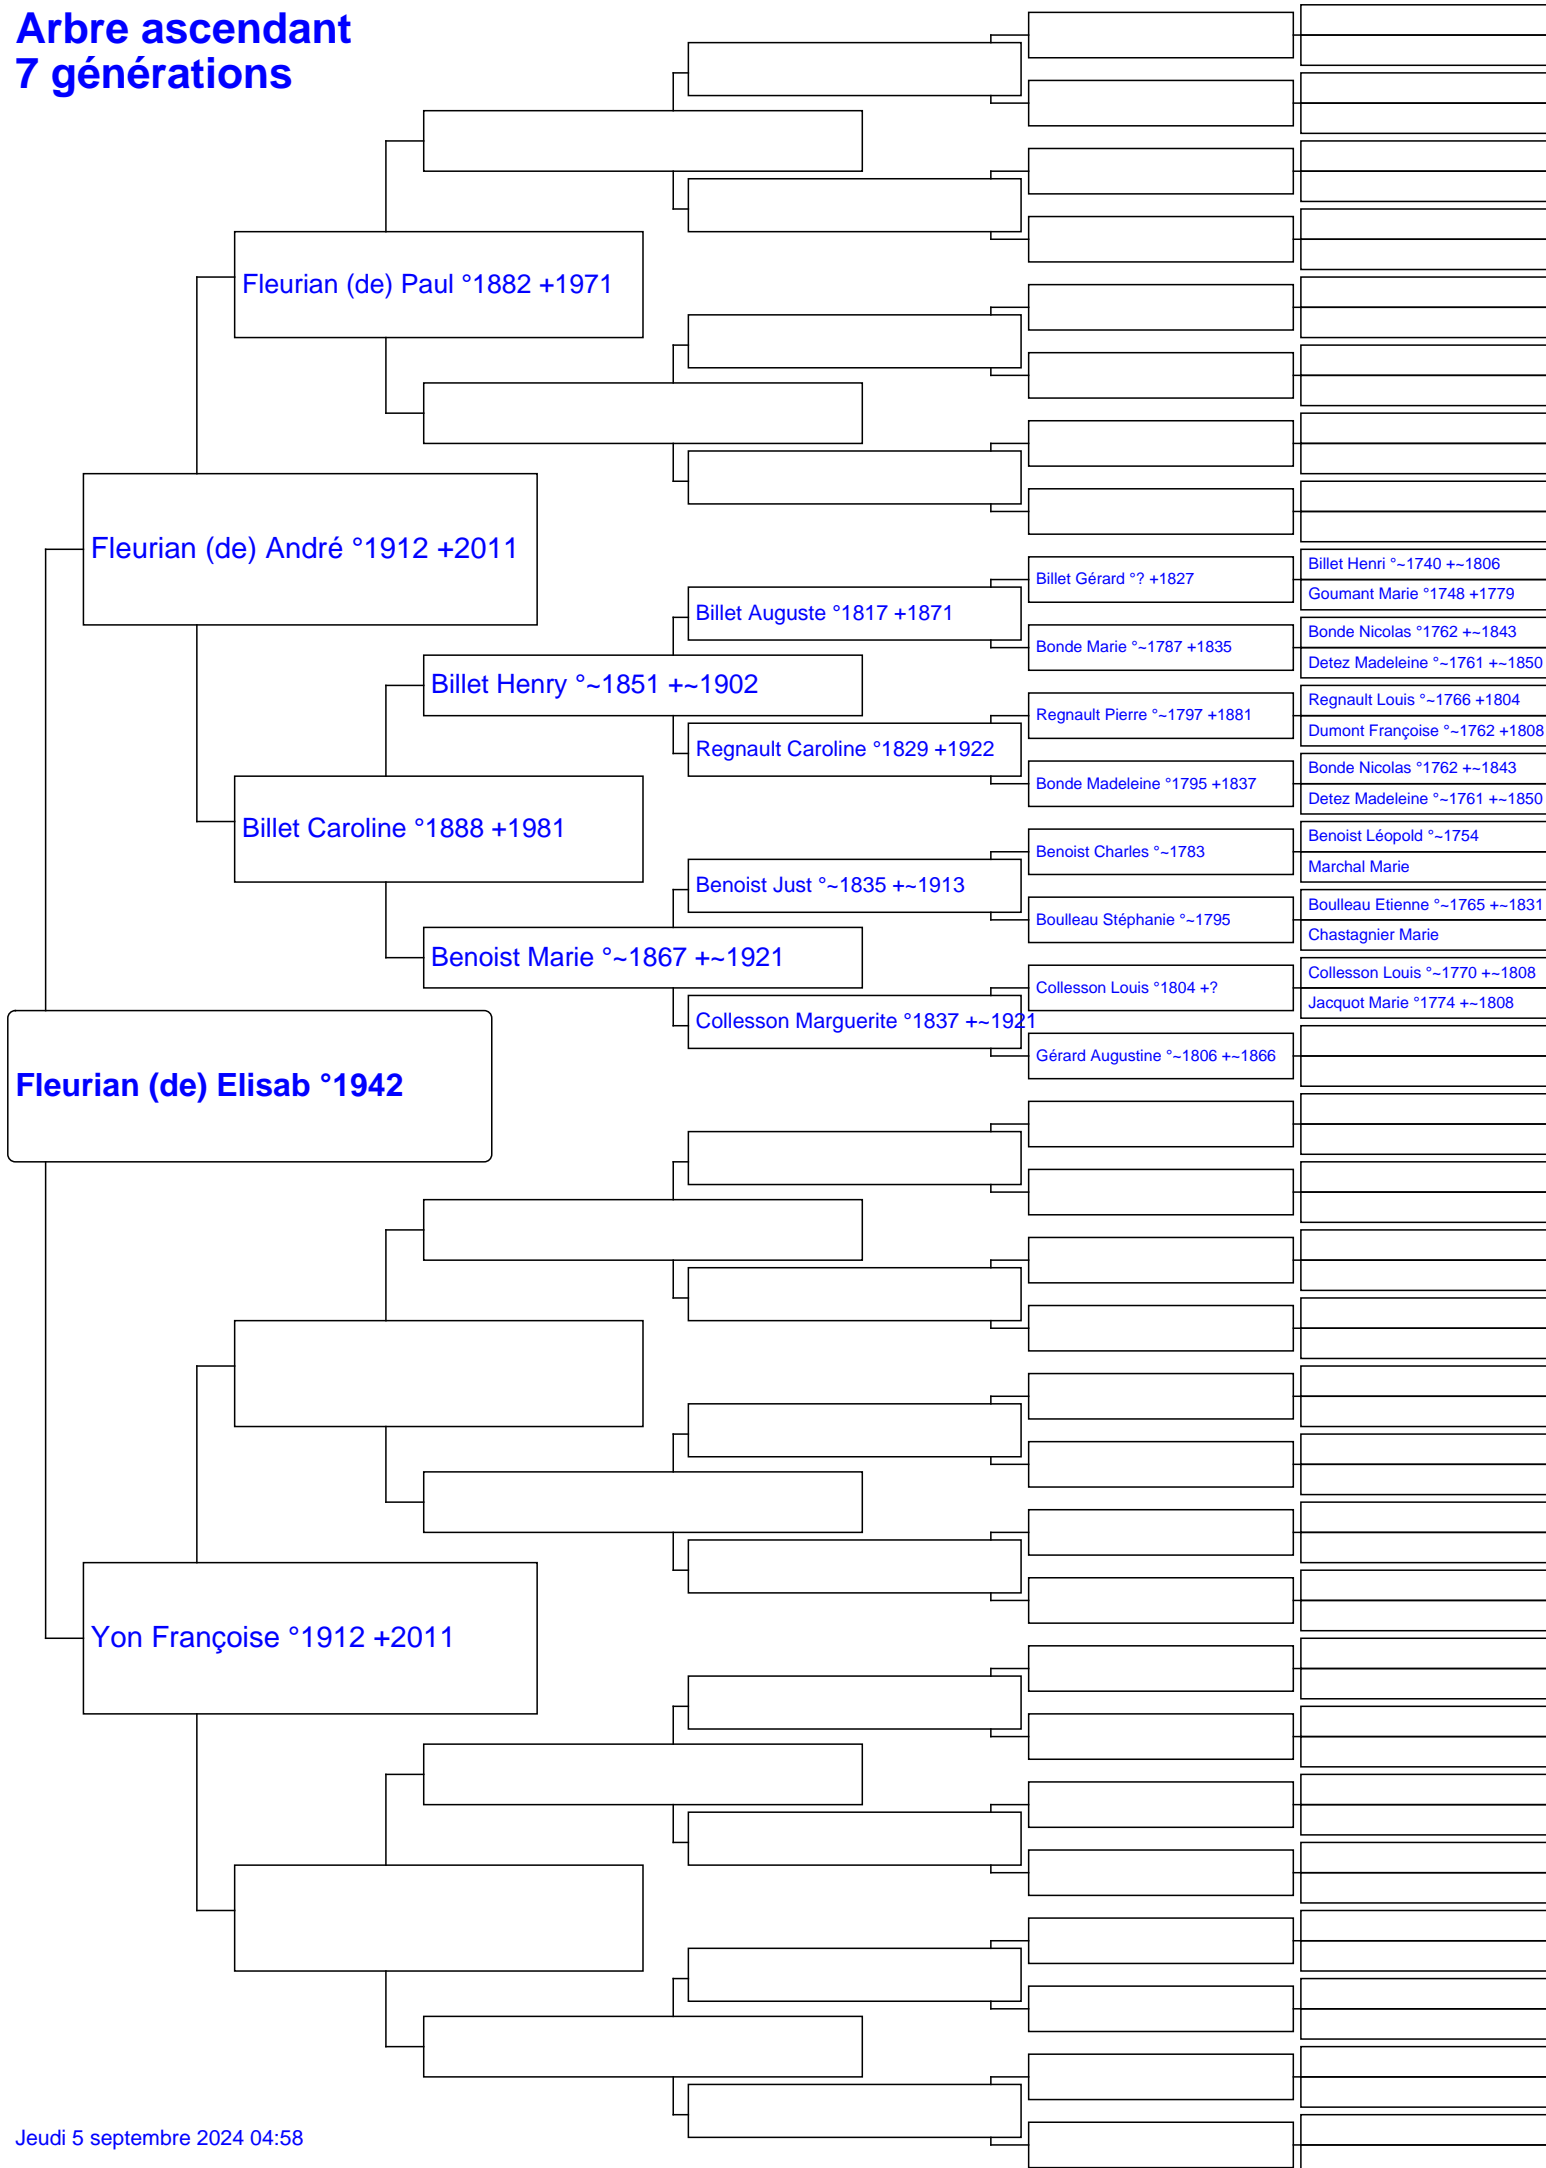 Arbre ascendant
7 générations
Fleurian (de) Paul °1882 +1971
Fleurian (de) André °1912 +2011
Billet Gérard °? +1827
Billet Henri °~1740 +~1806
Goumant Marie °1748 +1779
Billet Auguste °1817 +1871
Bonde Marie °~1787 +1835
Bonde Nicolas °1762 +~1843
Detez Madeleine °~1761 +~1850
Billet Henry °~1851 +~1902
Regnault Pierre °~1797 +1881
Regnault Louis °~1766 +1804
Dumont Françoise °~1762 +1808
Regnault Caroline °1829 +1922
Bonde Madeleine °1795 +1837
Bonde Nicolas °1762 +~1843
Detez Madeleine °~1761 +~1850
Billet Caroline °1888 +1981
Benoist Charles °~1783
Benoist Léopold °~1754
Marchal Marie
Benoist Just °~1835 +~1913
Boulleau Stéphanie °~1795
Boulleau Etienne °~1765 +~1831
Chastagnier Marie
Benoist Marie °~1867 +~1921
Collesson Louis °1804 +?
Collesson Louis °~1770 +~1808
Jacquot Marie °1774 +~1808
Collesson Marguerite °1837 +~1921
Gérard Augustine °~1806 +~1866
Fleurian (de) Elisab °1942
Yon Françoise °1912 +2011
Jeudi 5 septembre 2024 04:58